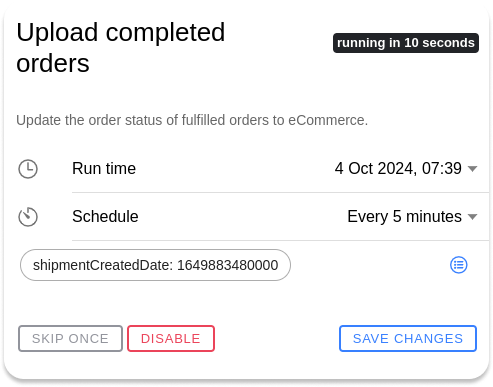 Upload completed
orders
running in 10 seconds
Update the order status of fulfilled orders to eCommerce.
Run time 4 Oct 2024, 07:39
Schedule Every 5 minutes
shipmentCreatedDate: 1649883480000
SKIP ONCE DISABLE SAVE CHANGES